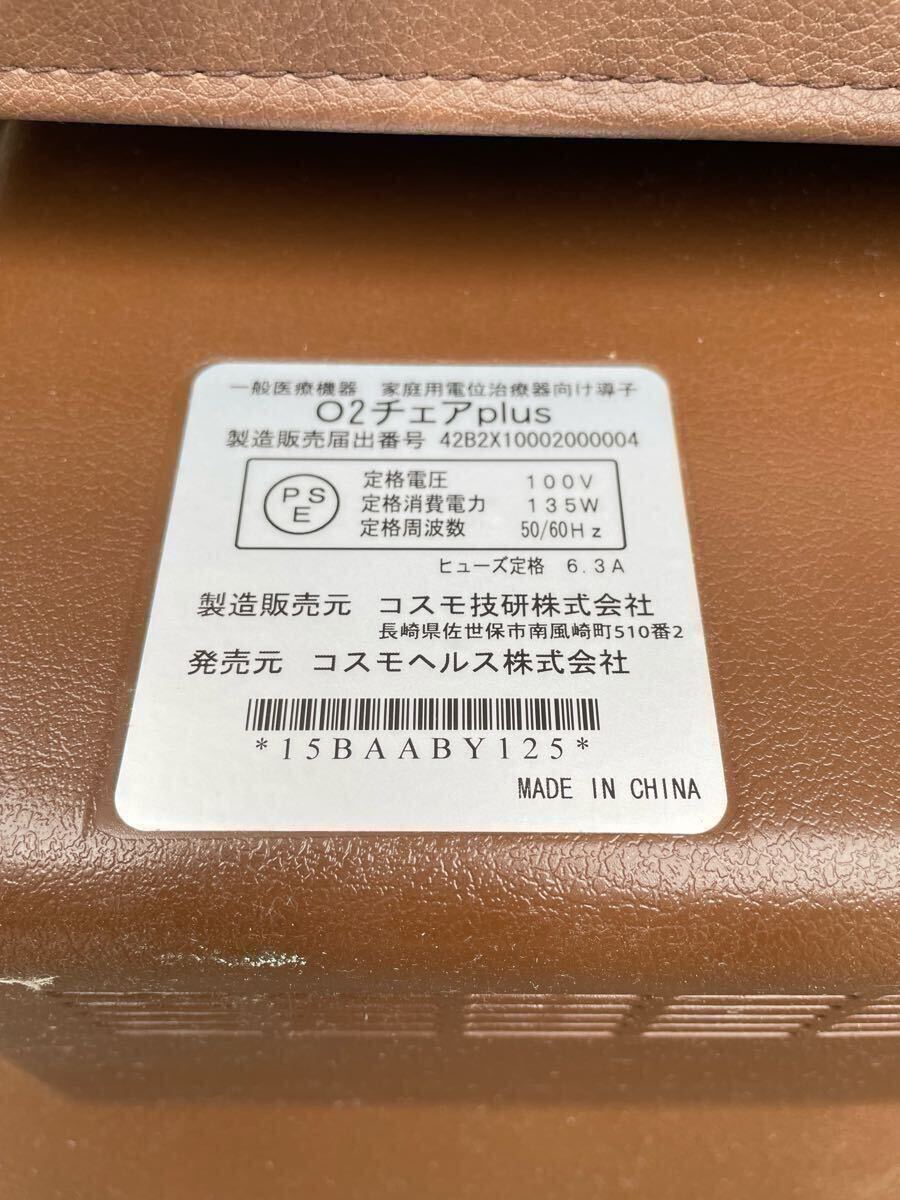 一般医療機器　家庭用電位治療器向け導子
O2チェアplus
製造販売届出番号 42B2X10002000004
PSE
定格電圧 100V
定格消費電力 135W
定格周波数 50/60Hz
ヒューズ定格 6.3A
製造販売元 コスモ技研株式会社
長崎県佐世保市南風崎町510番2
発売元 コスモヘルス株式会社
*15BAABY125*
MADE IN CHINA